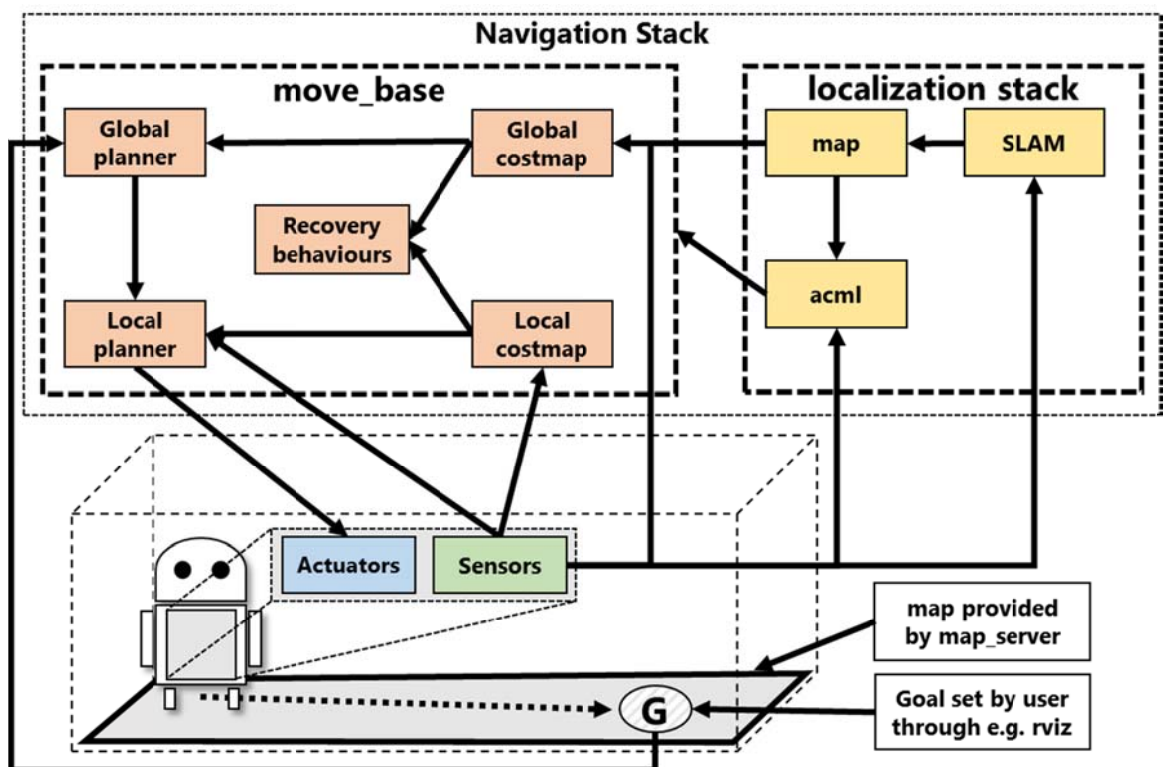 Navigation Stack
move_base
localization stack
Global
planner
Global
costmap
map
SLAM
Recovery
behaviours
acml
Local
planner
Local
costmap
Actuators
Sensors
map provided
by map_server
G
Goal set by user
through e.g. rviz